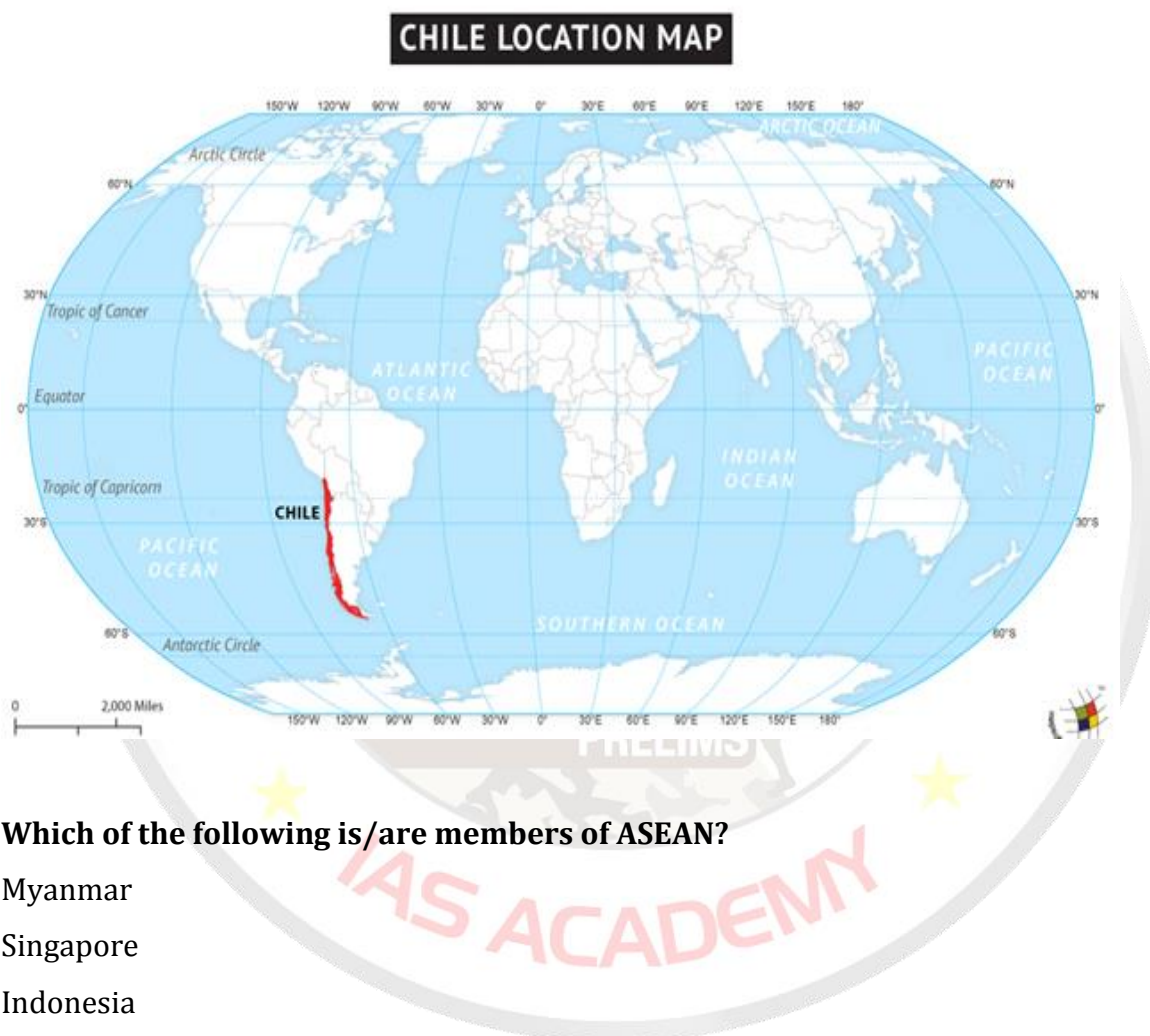 CHILE LOCATION MAP
150°W 120°W 90°W 60°W 30°W 0° 30°E 60°E 90°E 120°E 150°E 180°
ARCTIC OCEAN
Arctic Circle
60°N 60°N
30°N 30°N
Tropic of Cancer
ATLANTIC
OCEAN
PACIFIC
OCEAN
Equator
0° 0°
INDIAN
OCEAN
Tropic of Capricorn
CHILE
30°S 30°S
PACIFIC
OCEAN
SOUTHERN OCEAN
60°S 60°S
Antarctic Circle
0 2,000 Miles
150°W 120°W 90°W 60°W 30°W 0° 30°E 60°E 90°E 120°E 150°E 180°
PRELIMS
Which of the following is/are members of ASEAN?
Myanmar
Singapore
Indonesia
IAS ACADEMY